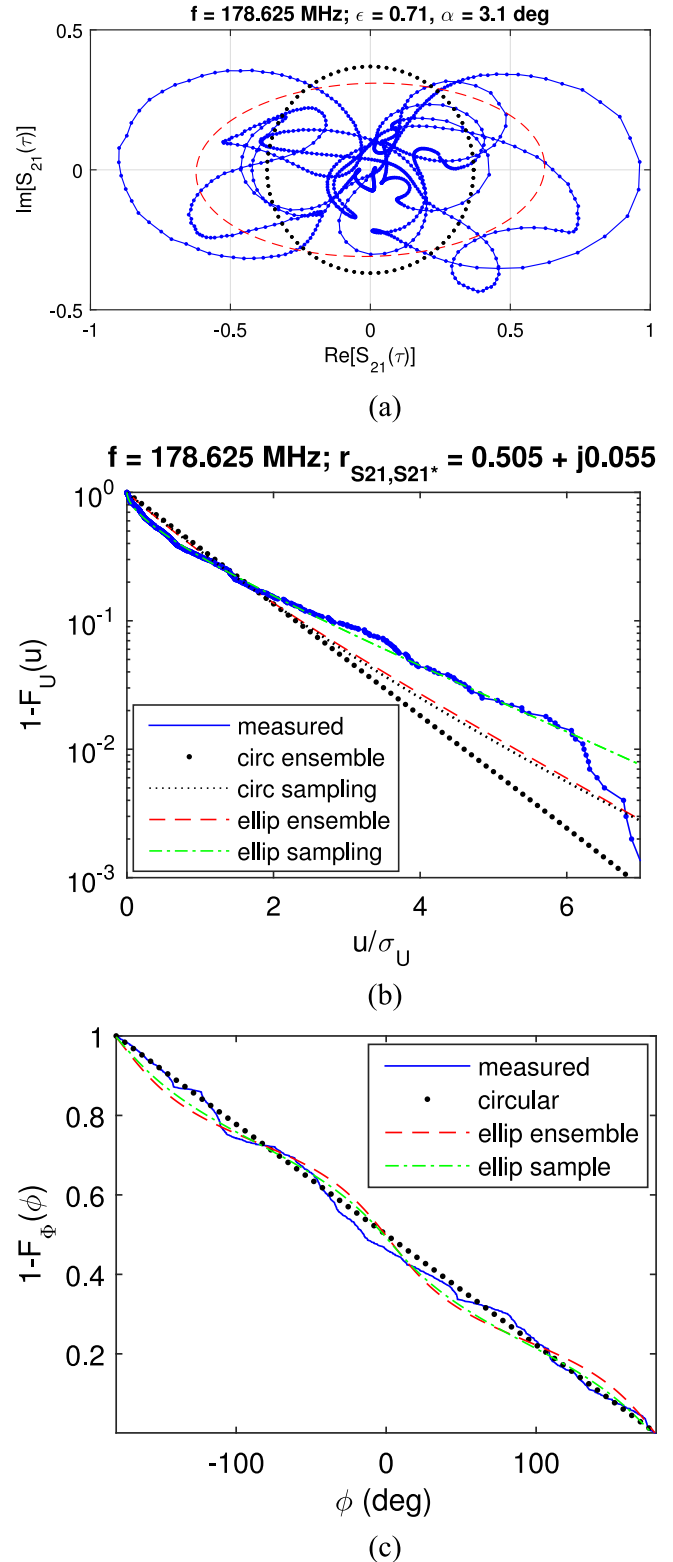 f = 178.625 MHz; ϵ = 0.71, α = 3.1 deg
0.5
0
-0.5
Im[S21(τ)]
-1 -0.5 0 0.5 1
Re[S21(τ)]
(a)
f = 178.625 MHz; rS21,S21* = 0.505 + j0.055
10^0
10^-1
10^-2
10^-3
1-F_U(u)
measured
circ ensemble
circ sampling
ellip ensemble
ellip sampling
0 2 4 6
u/σ_U
(b)
1
0.8
0.6
0.4
0.2
1-F_Φ(ϕ)
measured
circular
ellip ensemble
ellip sample
-100 0 100
ϕ (deg)
(c)